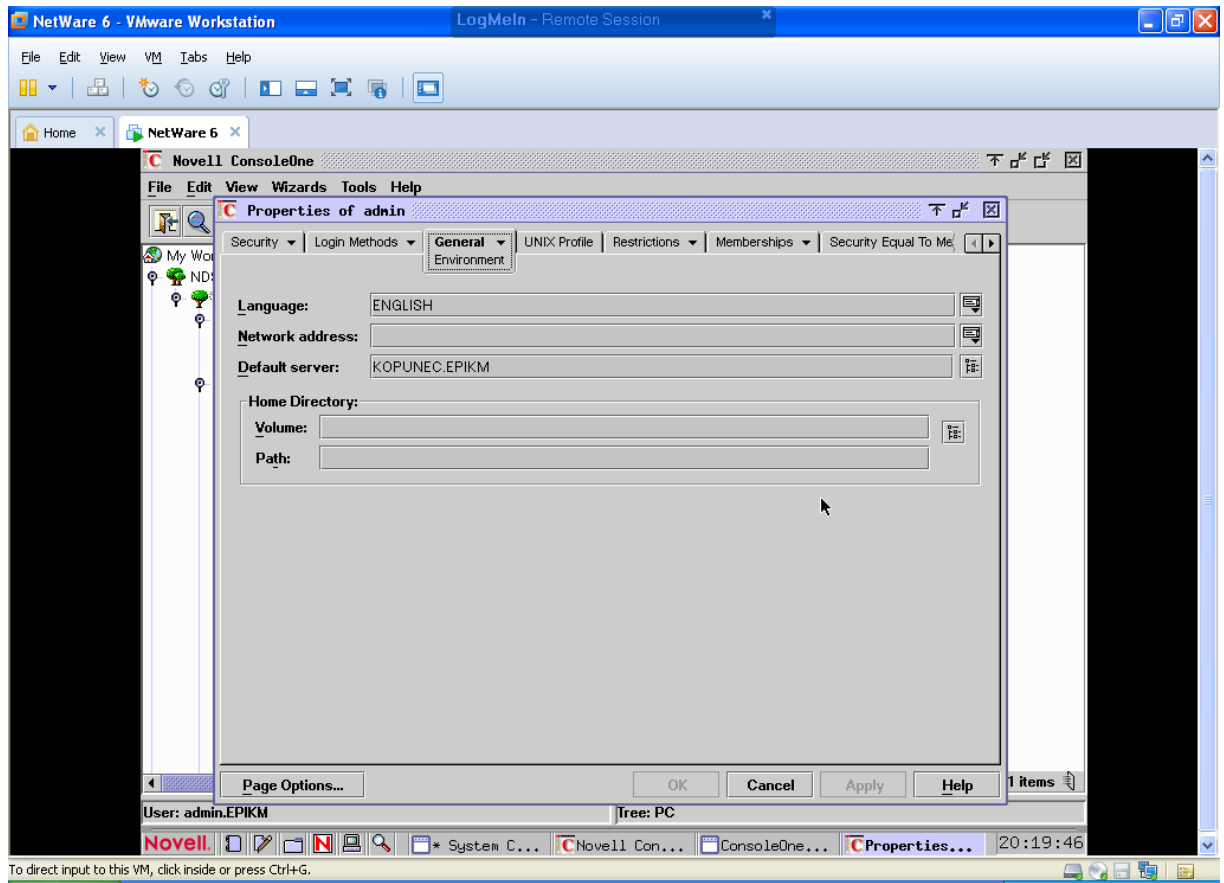 NetWare 6 - VMware Workstation
LogMeIn - Remote Session
File Edit View VM Tabs Help
Home
NetWare 6
Novell ConsoleOne
File Edit View Wizards Tools Help
Properties of admin
Security Login Methods General UNIX Profile Restrictions Memberships Security Equal To Me
Environment
My Wor
NDS
Language: ENGLISH
Network address:
Default server: KOPUNEC.EPIKM
Home Directory:
Volume:
Path:
Page Options... OK Cancel Apply Help
1 items
User: admin.EPIKM Tree: PC
Novell. N * System C... Novell Con... ConsoleOne... Properties... 20:19:46
To direct input to this VM, click inside or press Ctrl+G.